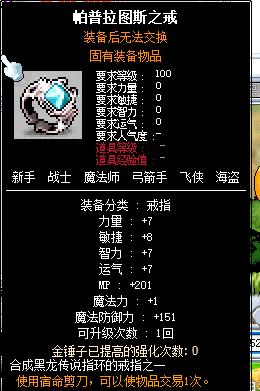 帕普拉图斯之戒
装备后无法交换
固有装备物品
要求等级： 100
要求力量： 0
要求敏捷： 0
要求智力： 0
要求运气： 0
要求人气度：-
道具等级： -
道具经验值： -
新手 战士 魔法师 弓箭手 飞侠 海盗
装备分类 : 戒指
力量 : +7
敏捷 : +8
智力 : +7
运气 : +7
MP : +201
魔法力 : +1
魔法防御力 : +151
可升级次数 : 1回
金锤子已提高的强化次数: 0
合成黑龙传说指环的戒指之一
使用宿命剪刀，可以使物品交易1次。